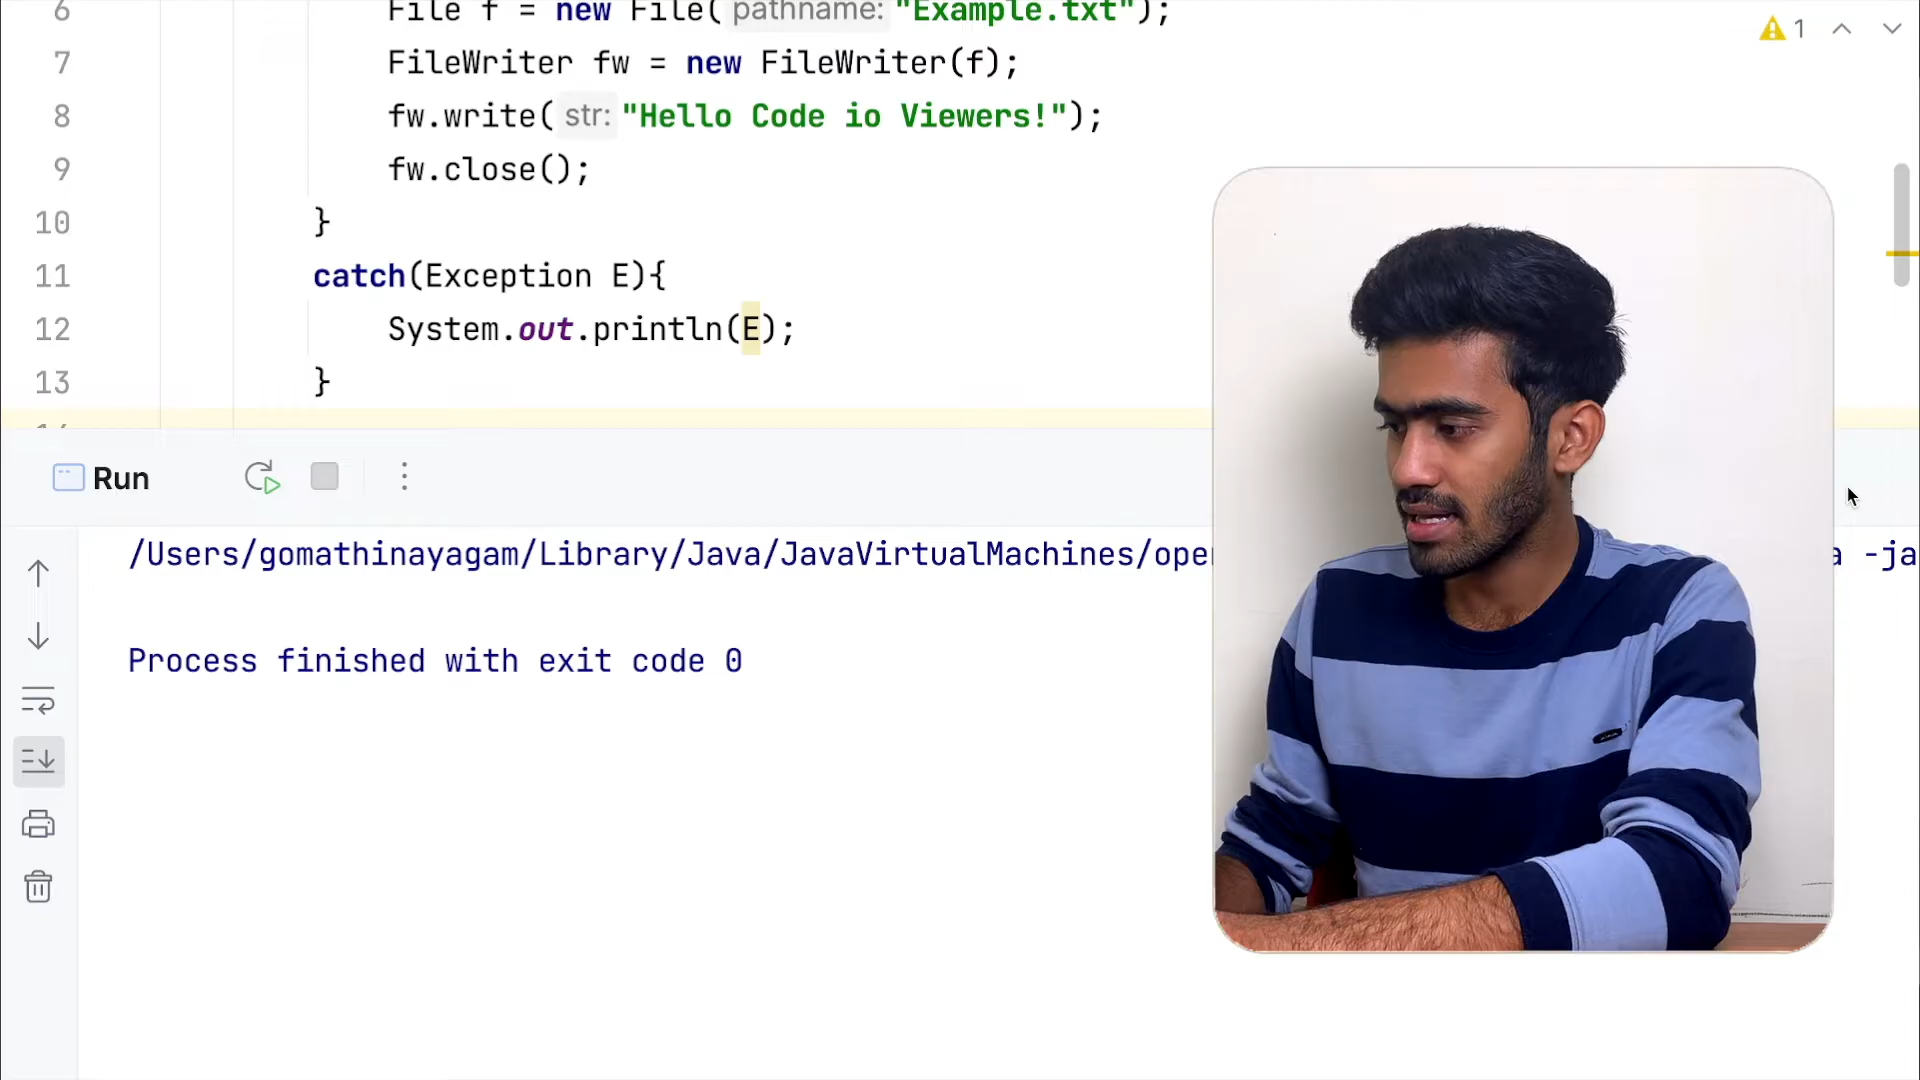 6 File f = new File( pathname: "Example.txt");
7 FileWriter fw = new FileWriter(f);
8 fw.write( str: "Hello Code io Viewers!");
9 fw.close();
10 }
11 catch(Exception E){
12 System.out.println(E);
13 }
1
Run
/Users/gomathinayagam/Library/Java/JavaVirtualMachines/oper
-ja
Process finished with exit code 0